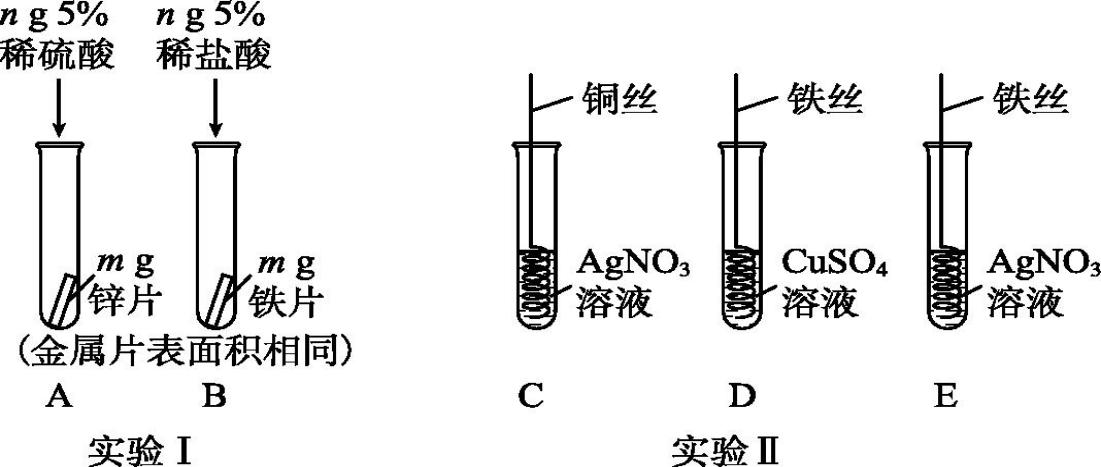 n g 5%
稀硫酸
n g 5%
稀盐酸
m g
锌片
m g
铁片
(金属片表面积相同)
A
B
实验Ⅰ
铜丝
铁丝
铁丝
AgNO₃
溶液
CuSO₄
溶液
AgNO₃
溶液
C
D
E
实验Ⅱ